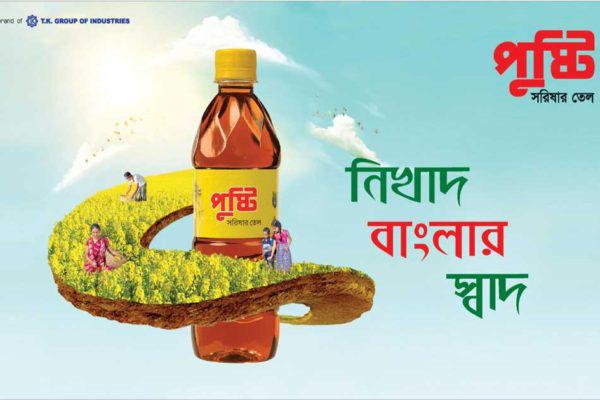 brand of T.K. GROUP OF INDUSTRIES
পুষ্টি
সরিষার তেল
পুষ্টি
সরিষার তেল
নিখাদ
বাংলার
স্বাদ